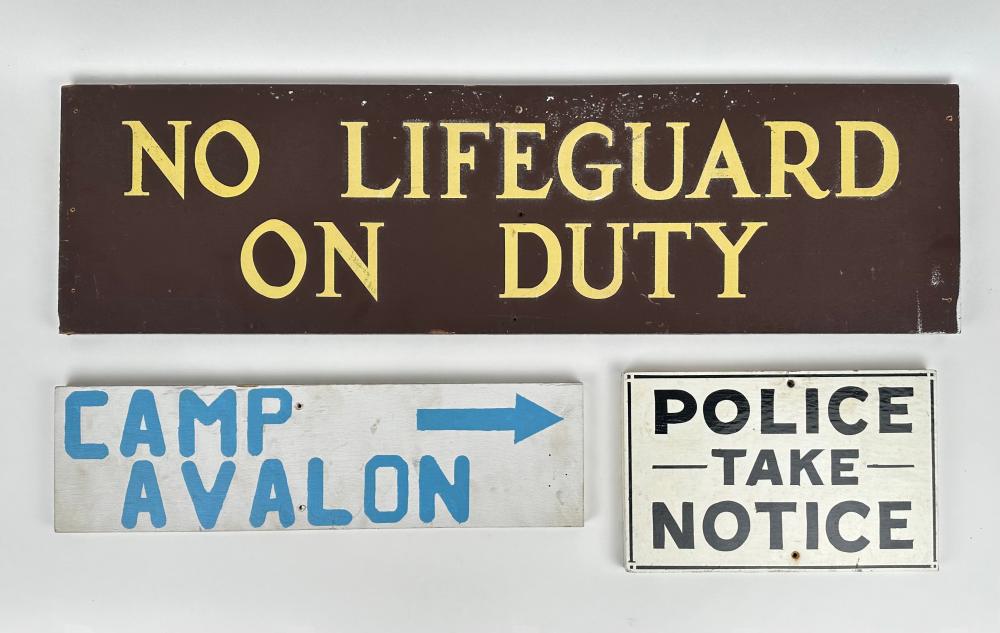 NO LIFEGUARD
ON DUTY
CAMP
AVALON
POLICE
TAKE
NOTICE